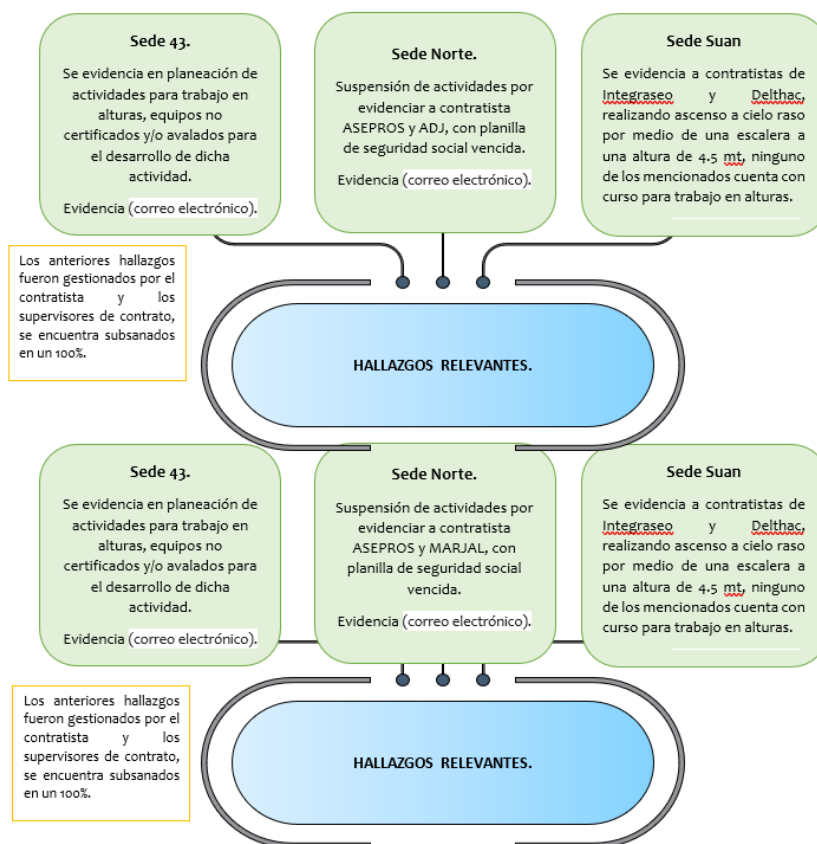 Sede 43.
Se evidencia en planeación de
actividades para trabajo en
alturas, equipos no
certificados y/o avalados para
el desarrollo de dicha
actividad.
Evidencia (correo electrónico).
Sede Norte.
Suspensión de actividades por
evidenciar a contratista
ASEPROS y ADJ, con planilla
de seguridad social vencida.
Evidencia (correo electrónico).
Sede Suan
Se evidencia a contratistas de
Integraseo y Delthac,
realizando ascenso a cielo raso
por medio de una escalera a
una altura de 4.5 mt, ninguno
de los mencionados cuenta con
curso para trabajo en alturas.
Los anteriores hallazgos
fueron gestionados por el
contratista y los
supervisores de contrato,
se encuentra subsanados
en un 100%.
HALLAZGOS RELEVANTES.
Sede 43.
Se evidencia en planeación de
actividades para trabajo en
alturas, equipos no
certificados y/o avalados para
el desarrollo de dicha
actividad.
Evidencia (correo electrónico).
Sede Norte.
Suspensión de actividades por
evidenciar a contratista
ASEPROS y MARJAL, con
planilla de seguridad social
vencida.
Evidencia (correo electrónico).
Sede Suan
Se evidencia a contratistas de
Integraseo y Delthac,
realizando ascenso a cielo raso
por medio de una escalera a
una altura de 4.5 mt, ninguno
de los mencionados cuenta con
curso para trabajo en alturas.
Los anteriores hallazgos
fueron gestionados por el
contratista y los
supervisores de contrato,
se encuentra subsanados
en un 100%.
HALLAZGOS RELEVANTES.